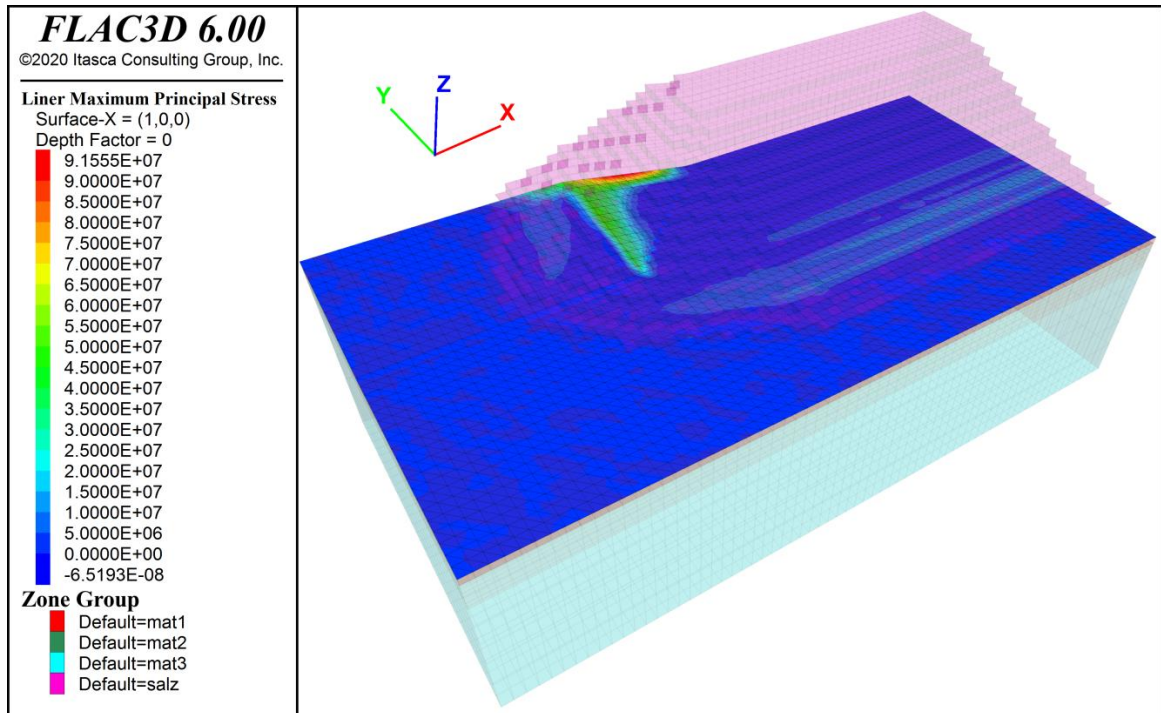 FLAC3D 6.00
©2020 Itasca Consulting Group, Inc.
Liner Maximum Principal Stress
Surface-X = (1,0,0)
Depth Factor = 0
9.1555E+07
9.0000E+07
8.5000E+07
8.0000E+07
7.5000E+07
7.0000E+07
6.5000E+07
6.0000E+07
5.5000E+07
5.0000E+07
4.5000E+07
4.0000E+07
3.5000E+07
3.0000E+07
2.5000E+07
2.0000E+07
1.5000E+07
1.0000E+07
5.0000E+06
0.0000E+00
-6.5193E-08
Zone Group
Default=mat1
Default=mat2
Default=mat3
Default=salz
Y
Z
X